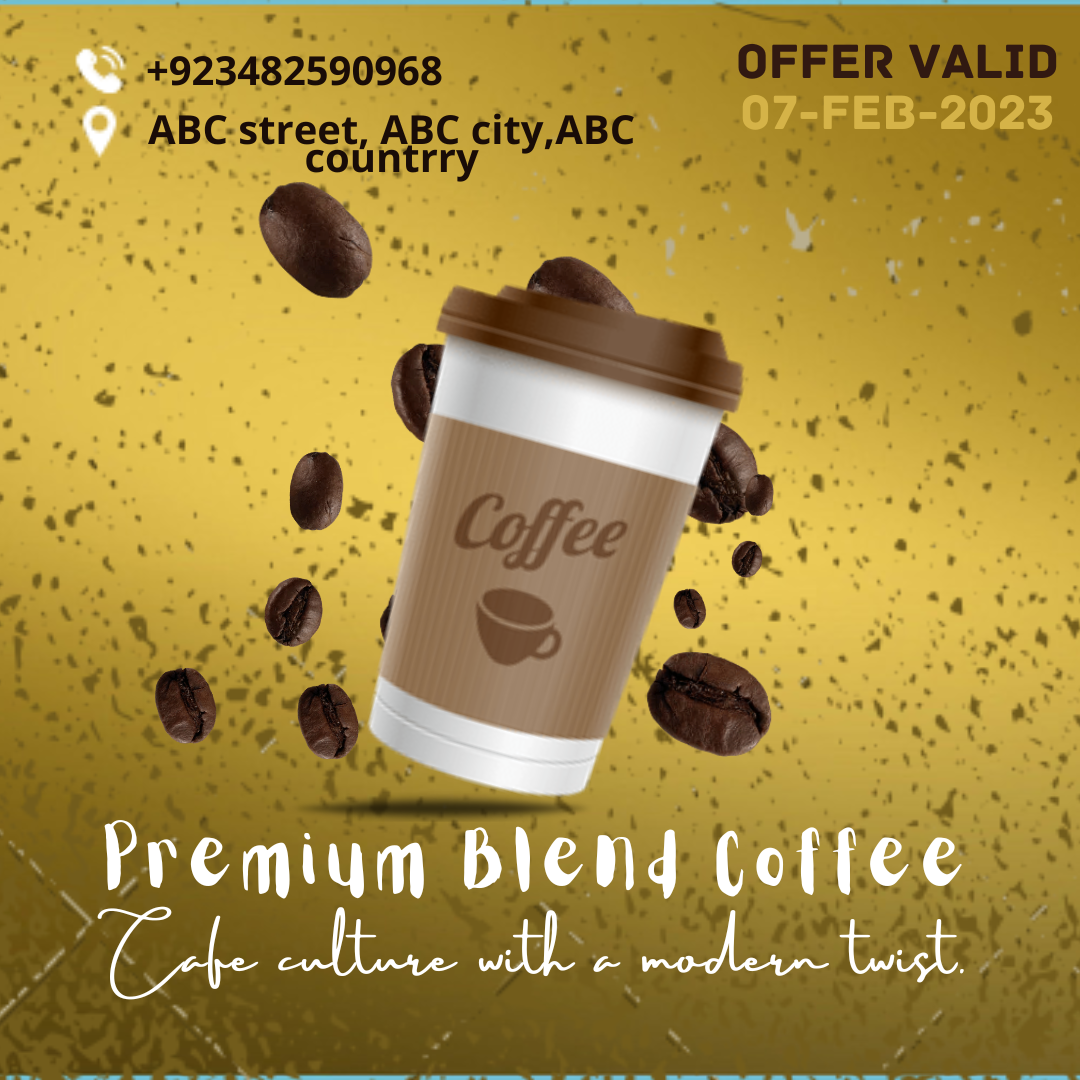 +923482590968
ABC street, ABC city,ABC
countrry
OFFER VALID
07-FEB-2023
Coffee
Premium Blend Coffee
Cafe culture with a modern twist.